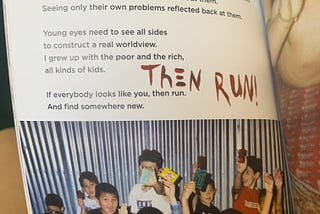 at them.
Seeing only their own problems reflected back at them.
Young eyes need to see all sides
to construct a real worldview.
I grew up with the poor and the rich,
all kinds of kids.
THEN RUN!
If everybody looks like you, then run.
And find somewhere new.